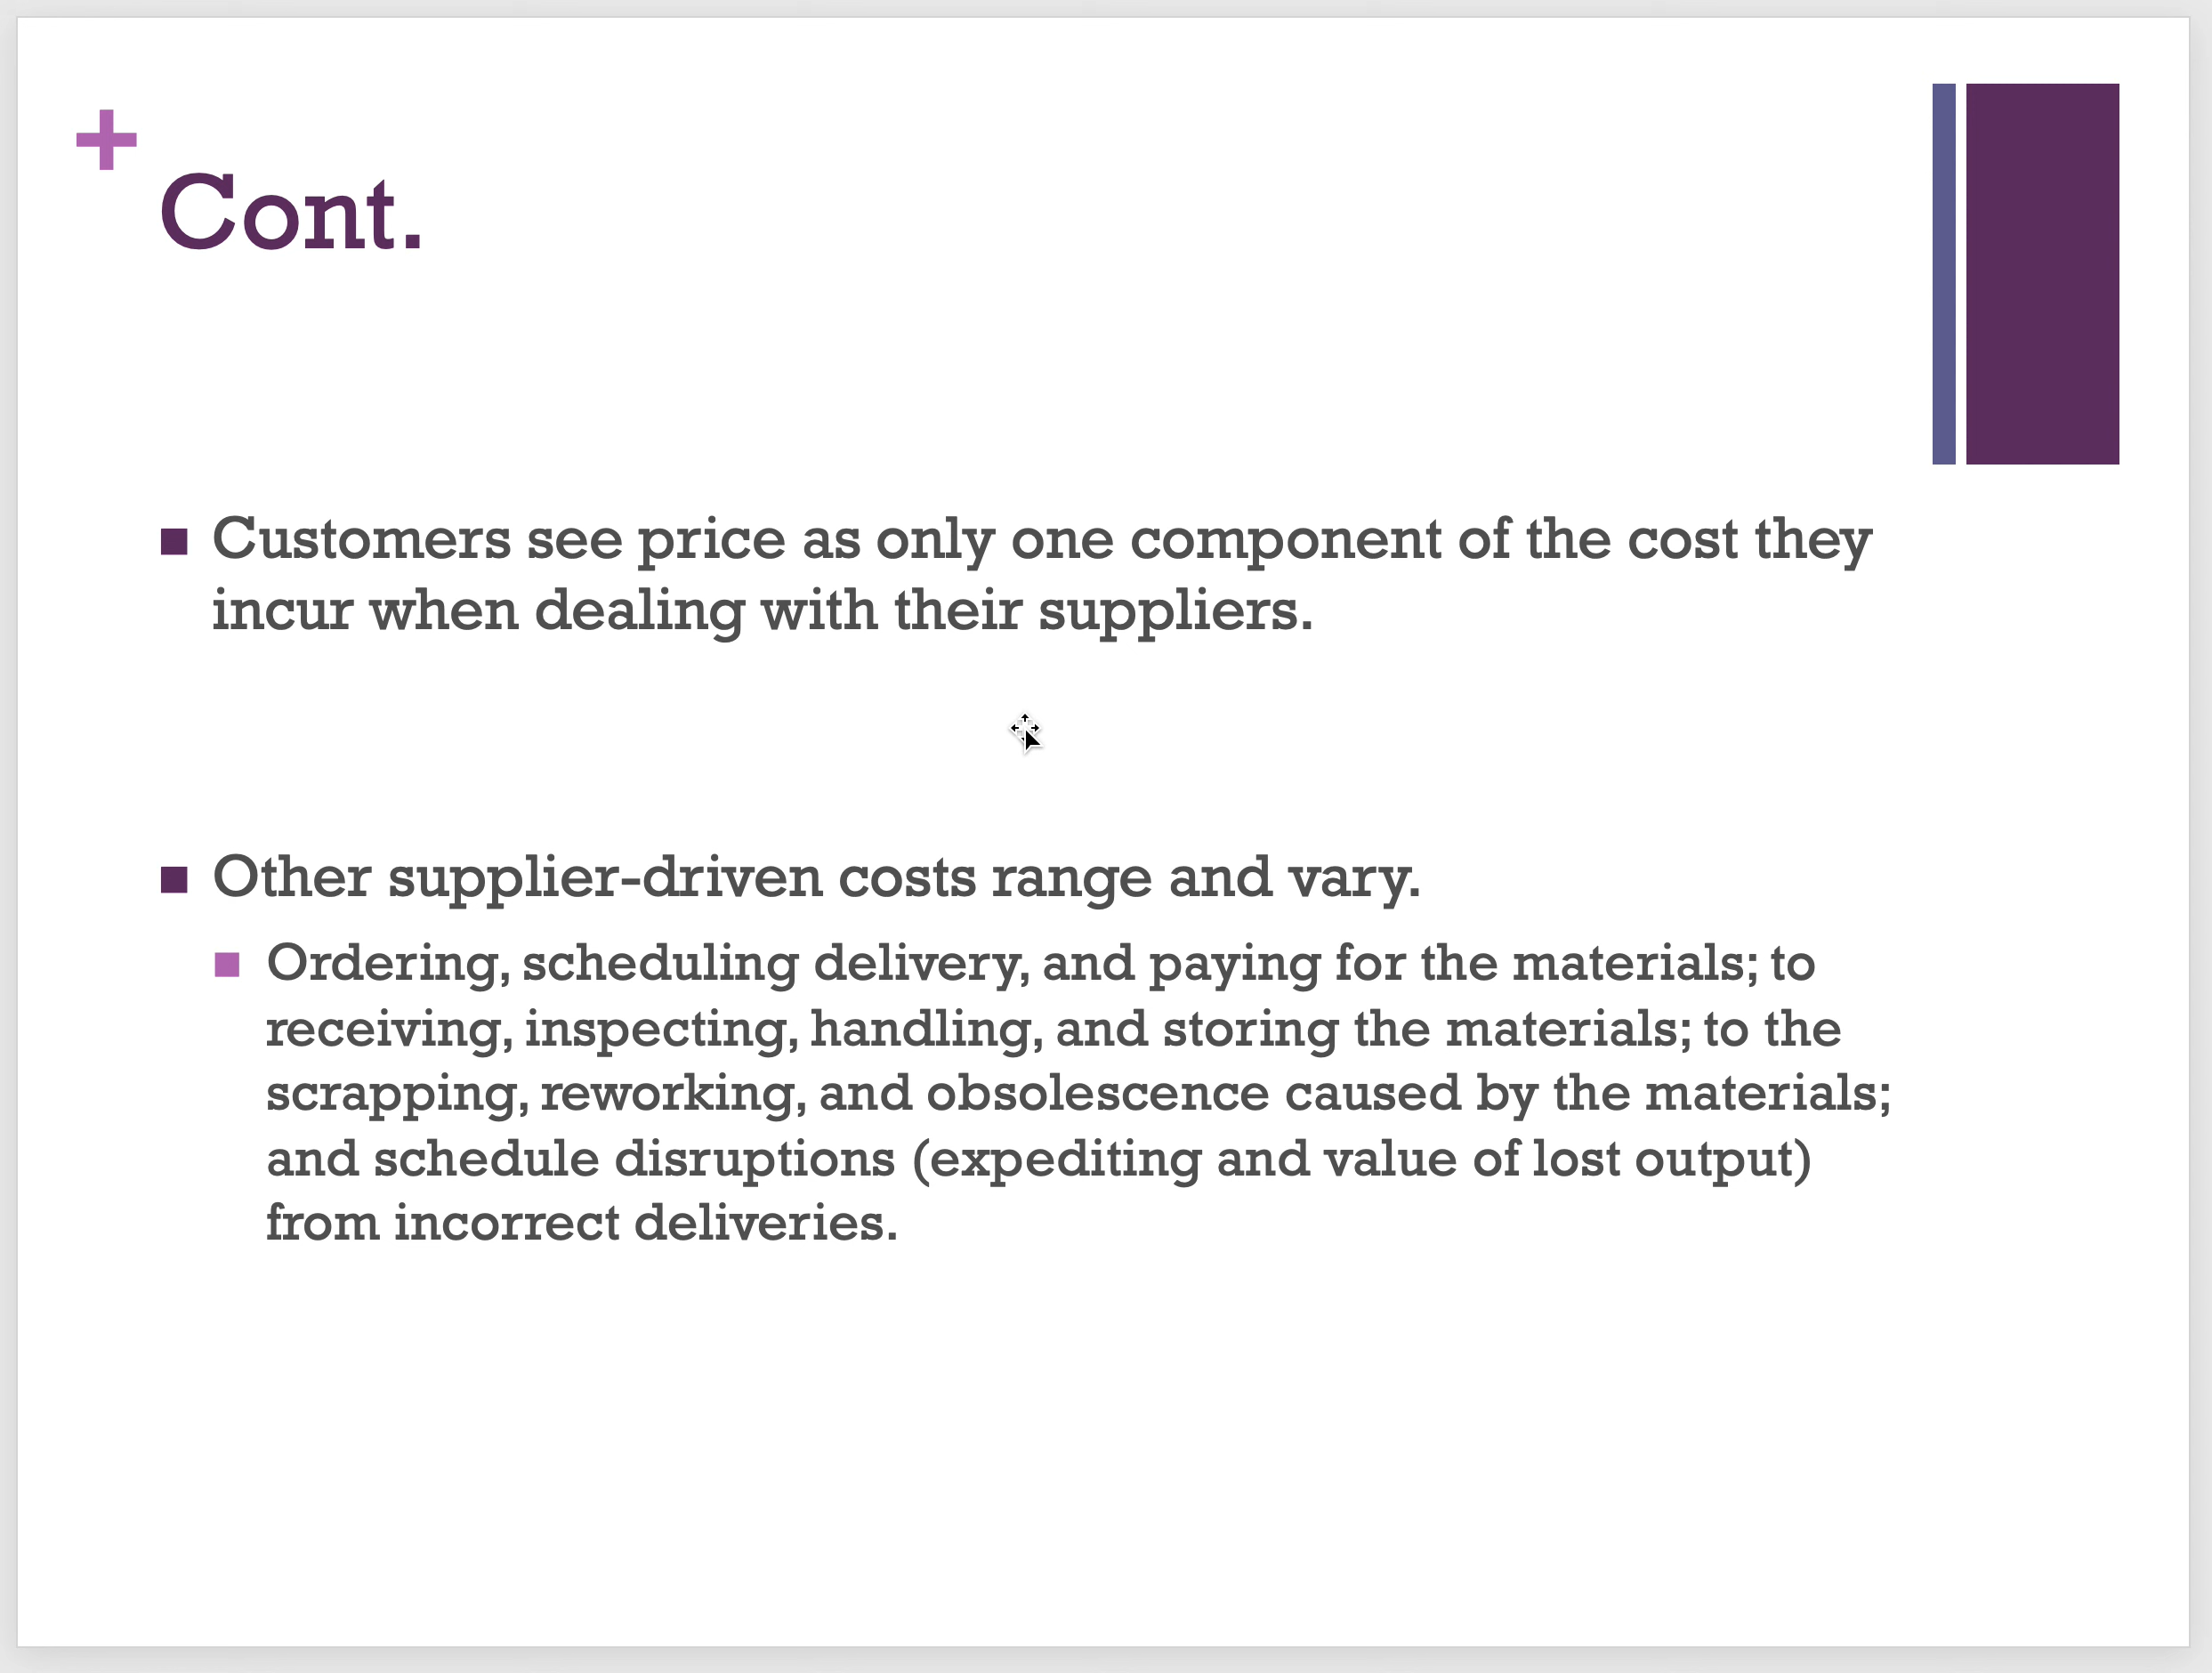 +
Cont.
Customers see price as only one component of the cost they
incur when dealing with their suppliers.
Other supplier-driven costs range and vary.
Ordering, scheduling delivery, and paying for the materials; to
receiving, inspecting, handling, and storing the materials; to the
scrapping, reworking, and obsolescence caused by the materials;
and schedule disruptions (expediting and value of lost output)
from incorrect deliveries.